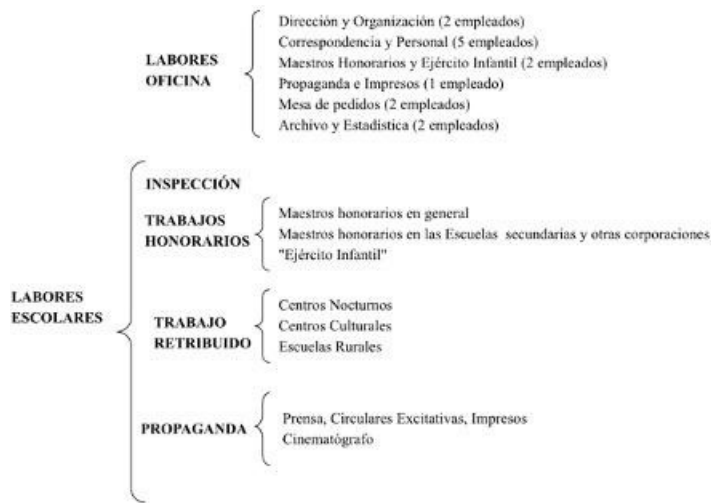 LABORES
OFICINA
Dirección y Organización (2 empleados)
Correspondencia y Personal (5 empleados)
Maestros Honorarios y Ejército Infantil (2 empleados)
Propaganda e Impresos (1 empleado)
Mesa de pedidos (2 empleados)
Archivo y Estadística (2 empleados)
LABORES
ESCOLARES
INSPECCIÓN
TRABAJOS
HONORARIOS
Maestros honorarios en general
Maestros honorarios en las Escuelas secundarias y otras corporaciones
"Ejército Infantil"
TRABAJO
RETRIBUIDO
Centros Nocturnos
Centros Culturales
Escuelas Rurales
PROPAGANDA
Prensa, Circulares Excitativas, Impresos
Cinematógrafo